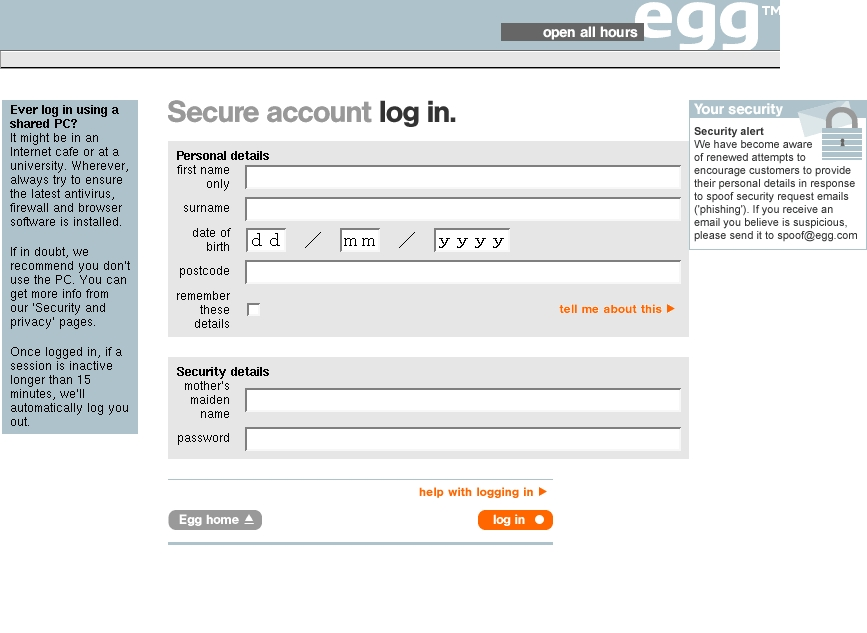 open all hours
egg™
Ever log in using a
shared PC?
It might be in an
Internet cafe or at a
university. Wherever,
always try to ensure
the latest antivirus,
firewall and browser
software is installed.
If in doubt, we
recommend you don't
use the PC. You can
get more info from
our 'Security and
privacy' pages.
Once logged in, if a
session is inactive
longer than 15
minutes, we'll
automatically log you
out.
Secure account log in.
Personal details
first name
only
surname
date of
birth
dd / mm / yyyy
postcode
remember
these
details
tell me about this
Security details
mother's
maiden
name
password
help with logging in
Egg home
log in
Your security
Security alert
We have become aware
of renewed attempts to
encourage customers to provide
their personal details in response
to spoof security request emails
('phishing'). If you receive an
email you believe is suspicious,
please send it to spoof@egg.com